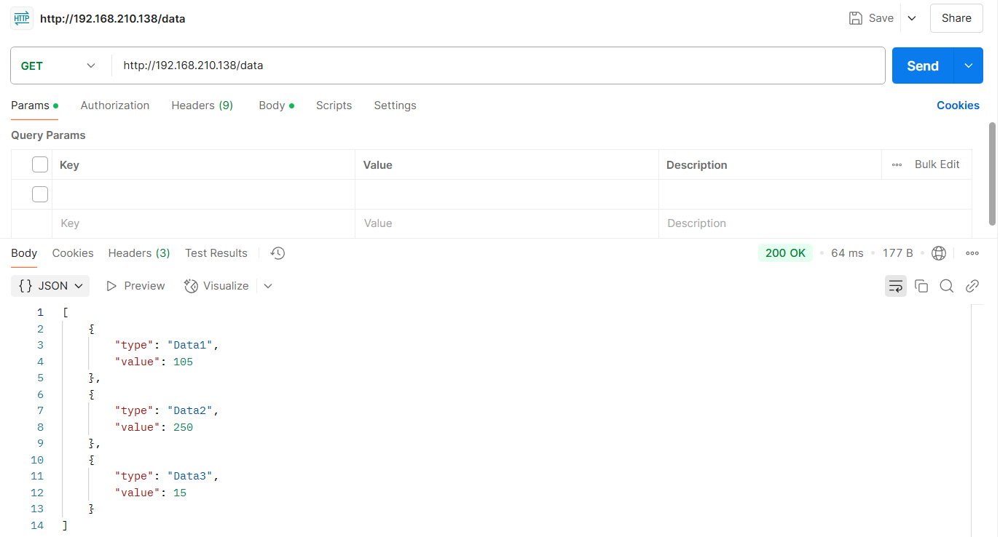 HTTP http://192.168.210.138/data Save Share
GET http://192.168.210.138/data Send
Params Authorization Headers (9) Body Scripts Settings Cookies
Query Params
Key Value Description Bulk Edit
Key Value Description
Body Cookies Headers (3) Test Results 200 OK 64 ms 177 B
{} JSON Preview Visualize
1 [
2 {
3 "type": "Data1",
4 "value": 105
5 },
6 {
7 "type": "Data2",
8 "value": 250
9 },
10 {
11 "type": "Data3",
12 "value": 15
13 }
14 ]